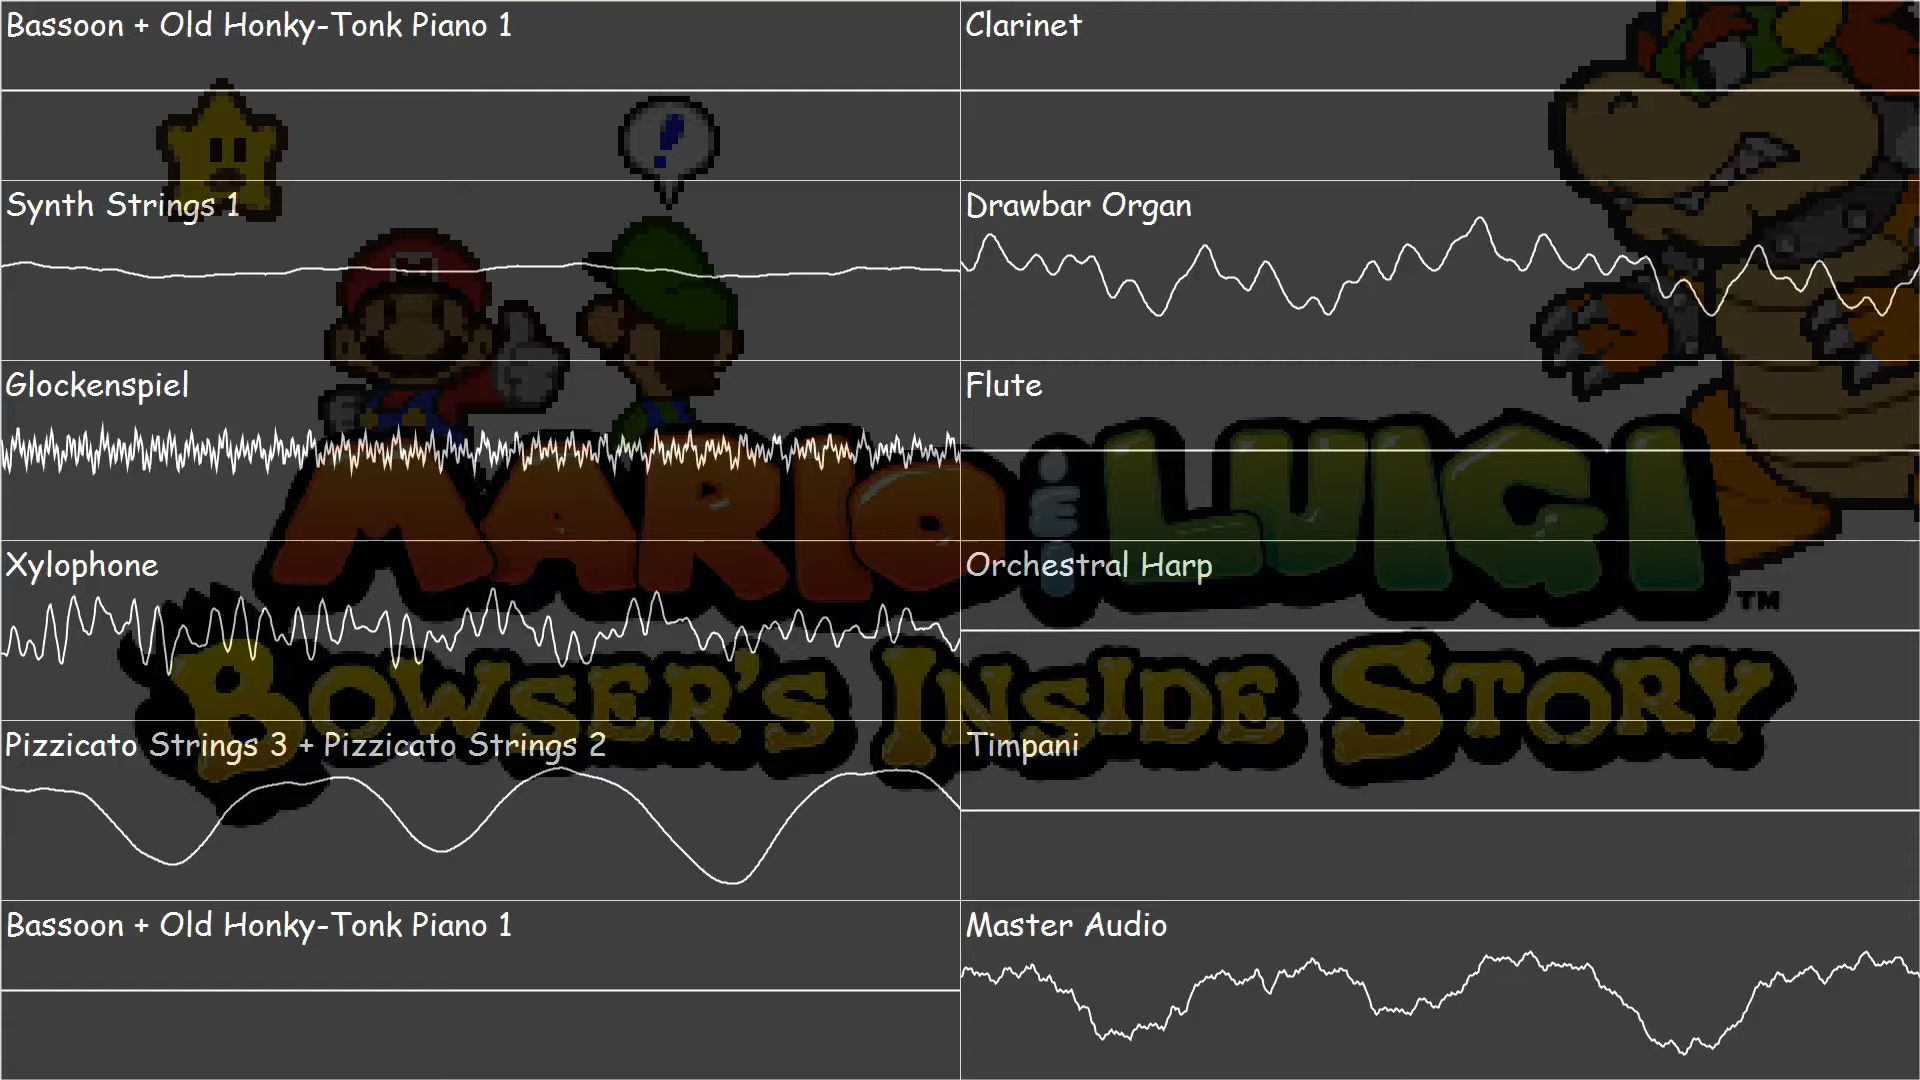 Bassoon + Old Honky-Tonk Piano 1
Clarinet
!
Synth Strings 1
Drawbar Organ
M
Glockenspiel
Flute
MARIO & LUIGI
Xylophone
Orchestral Harp
TM
BOWSER'S INSIDE STORY
Pizzicato Strings 3 + Pizzicato Strings 2
Timpani
Bassoon + Old Honky-Tonk Piano 1
Master Audio